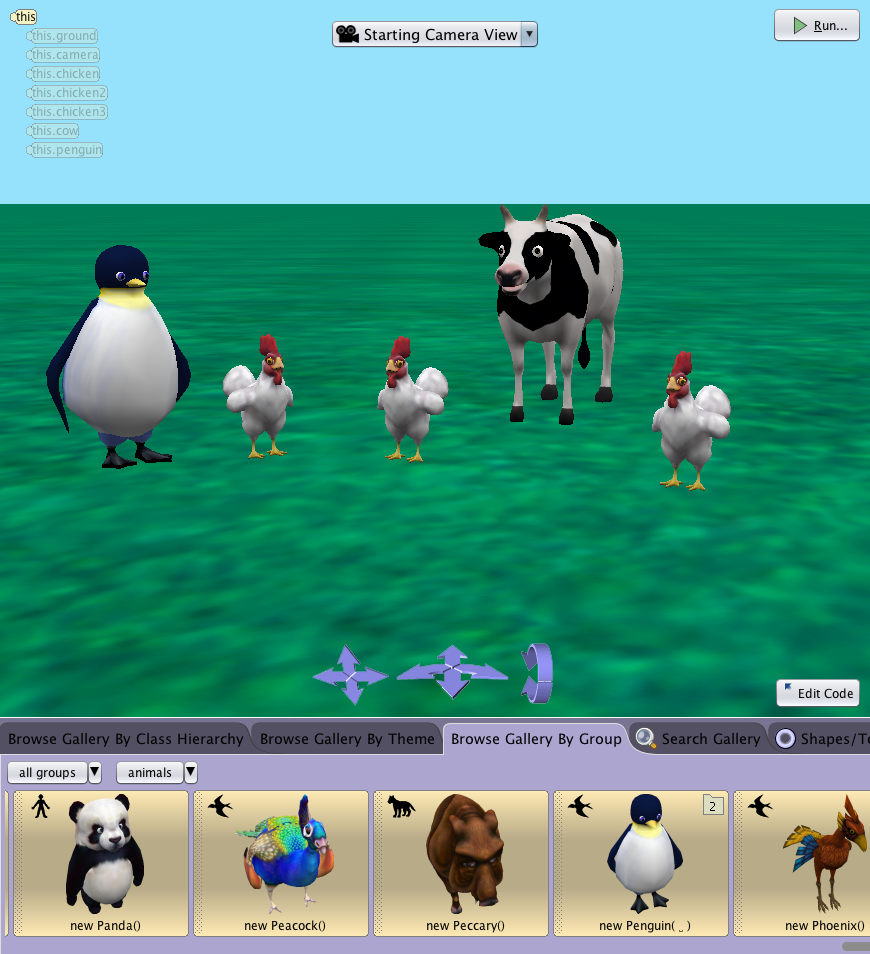 this
this.ground
this.camera
this.chicken
this.chicken2
this.chicken3
this.cow
this.penguin
Starting Camera View
Run...
Edit Code
Browse Gallery By Class Hierarchy
Browse Gallery By Theme
Browse Gallery By Group
Search Gallery
Shapes/Te
all groups
animals
2
new Panda()
new Peacock()
new Peccary()
new Penguin( ⎵ )
new Phoenix()